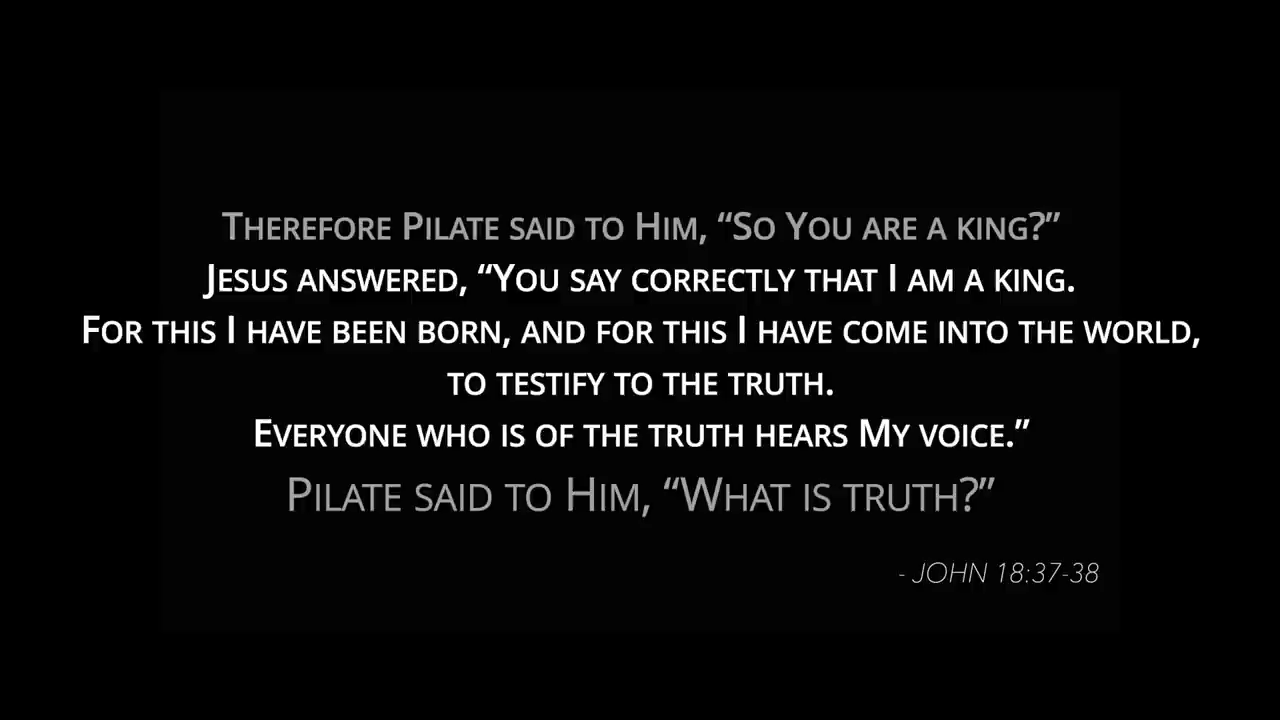 Therefore Pilate said to Him, “So You are a king?”
Jesus answered, “You say correctly that I am a king.
For this I have been born, and for this I have come into the world,
to testify to the truth.
Everyone who is of the truth hears My voice.”
Pilate said to Him, “What is truth?”
- JOHN 18:37-38